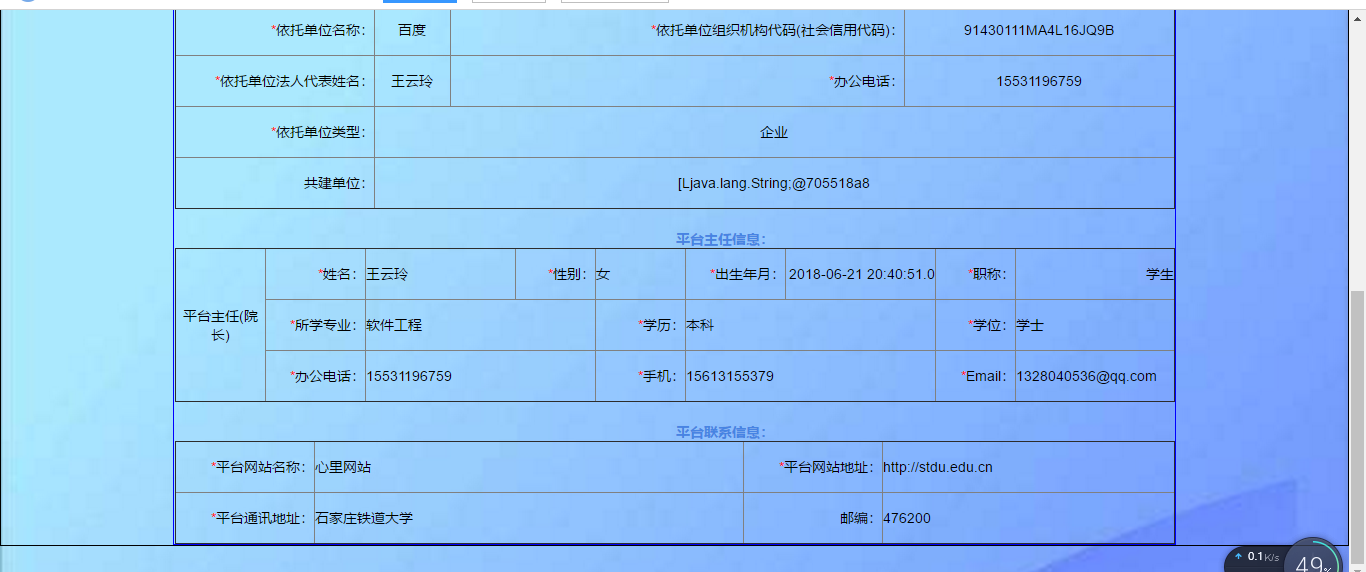 *依托单位名称： 百度 *依托单位组织机构代码(社会信用代码)： 91430111MA4L16JQ9B
*依托单位法人代表姓名： 王云玲 *办公电话： 15531196759
*依托单位类型： 企业
共建单位： [Ljava.lang.String;@705518a8
平台主任信息：
平台主任(院
长)
*姓名： 王云玲 *性别： 女 *出生年月： 2018-06-21 20:40:51.0 *职称： 学生
*所学专业： 软件工程 *学历： 本科 *学位： 学士
*办公电话： 15531196759 *手机： 15613155379 *Email： 1328040536@qq.com
平台联系信息：
*平台网站名称： 心里网站 *平台网站地址： http://stdu.edu.cn
*平台通讯地址： 石家庄铁道大学 邮编： 476200
0.1K/s
49%